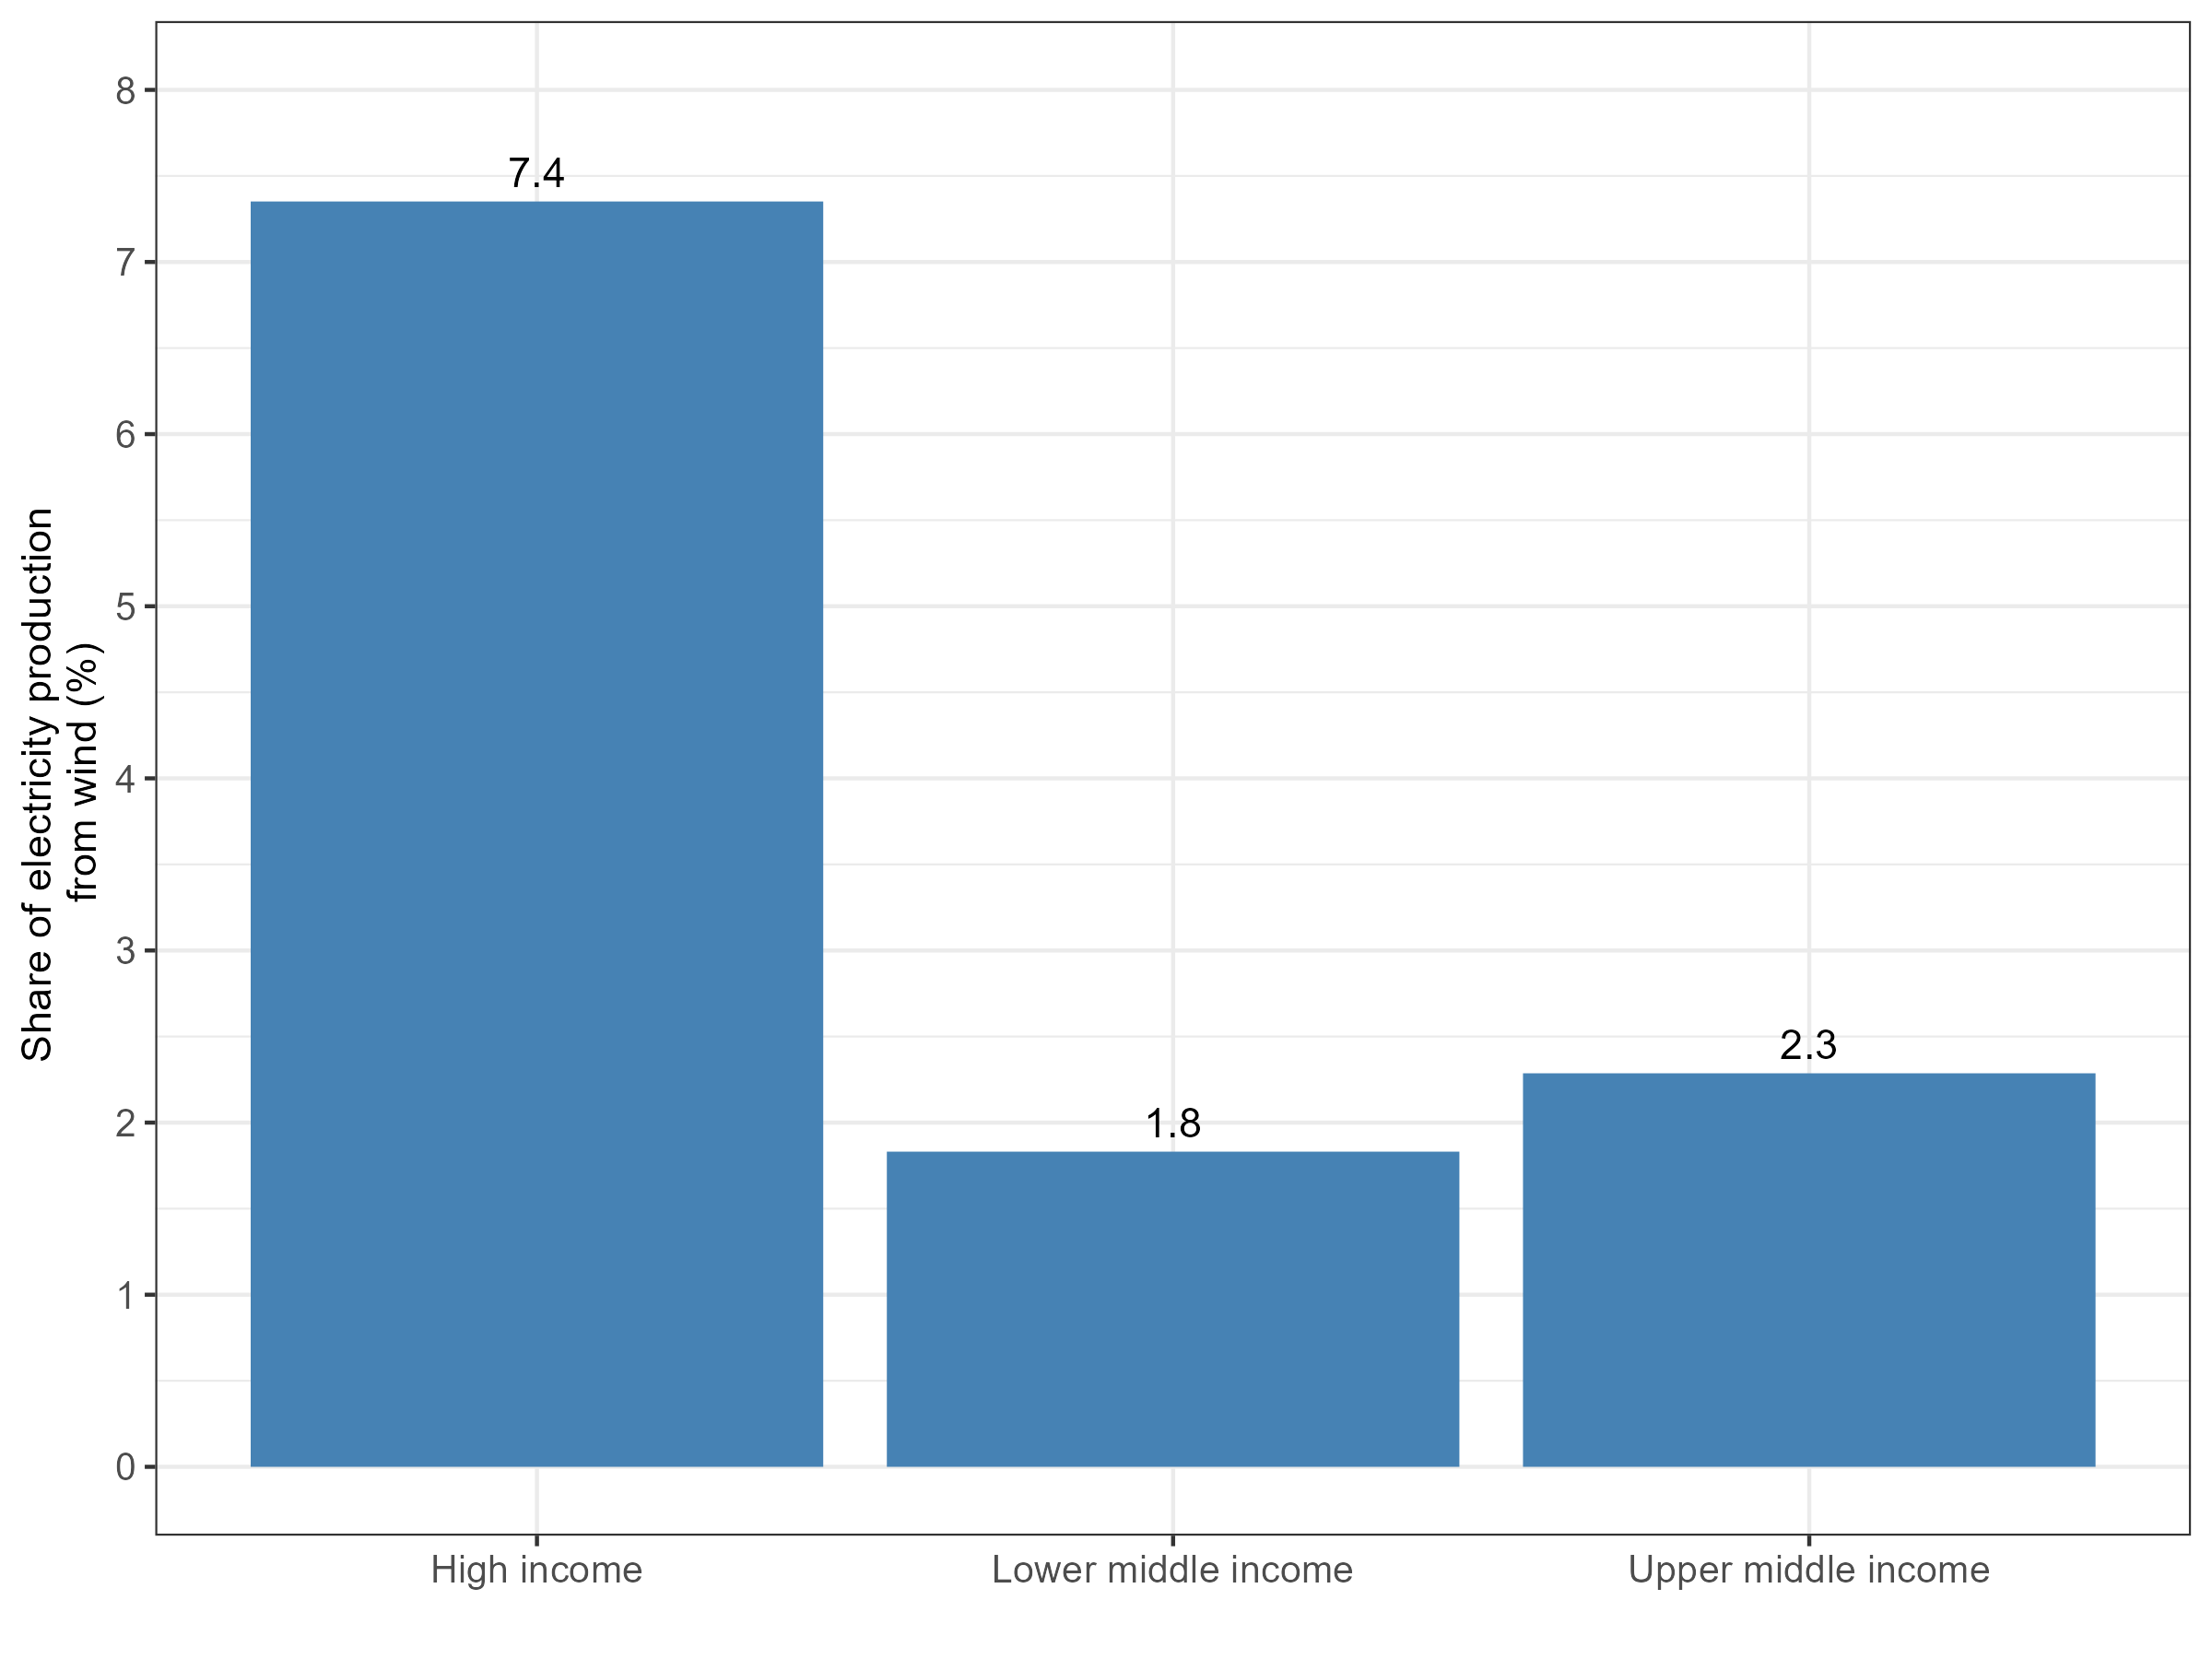 Share of electricity production
from wind (%)
8
7
6
5
4
3
2
1
0
7.4
1.8
2.3
High income
Lower middle income
Upper middle income